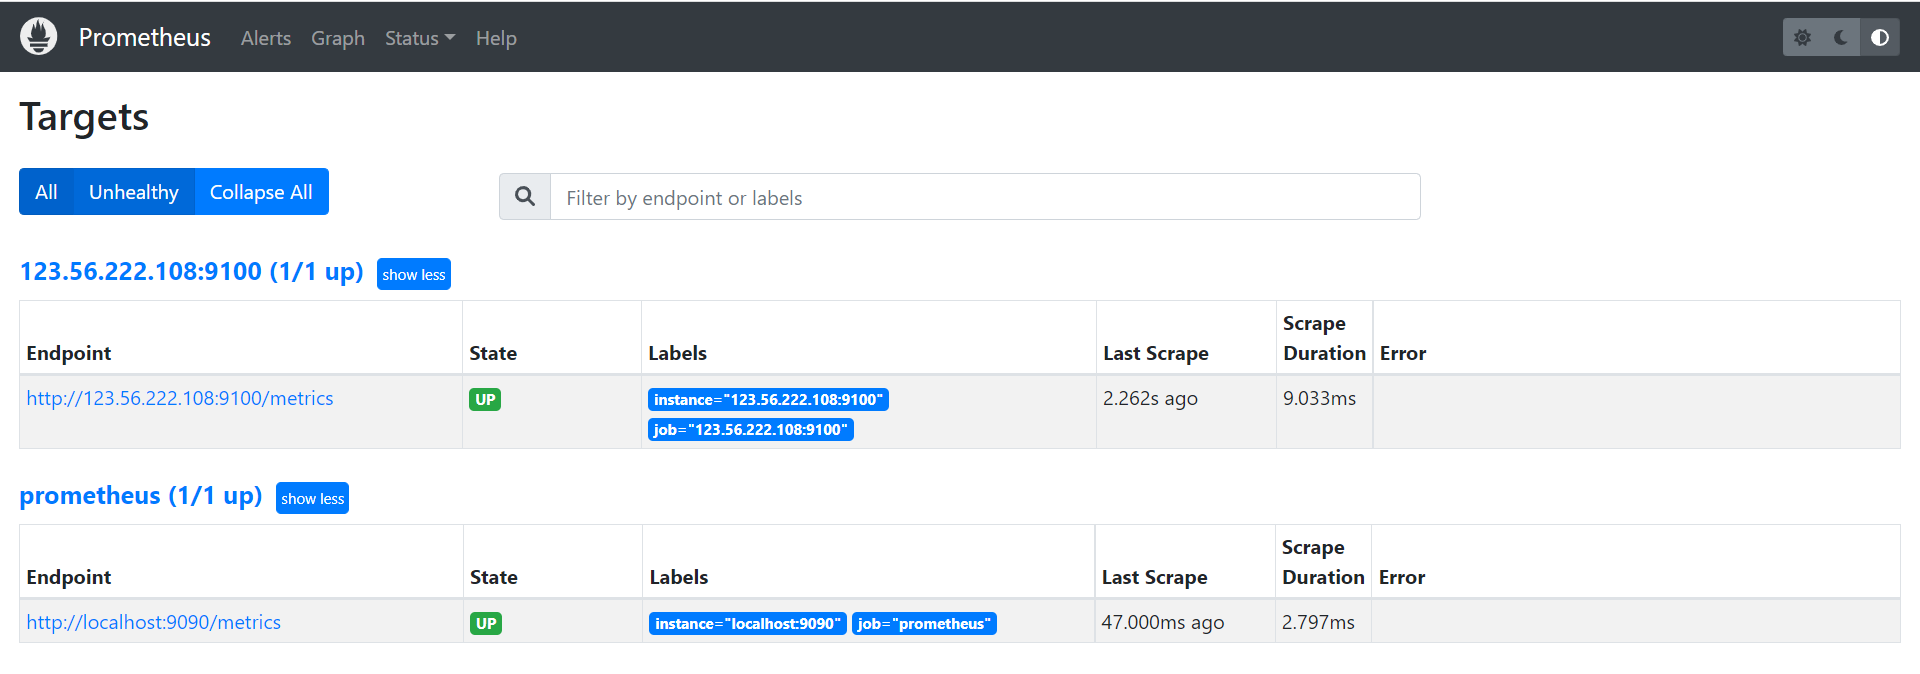 Prometheus Alerts Graph Status Help
Targets
All Unhealthy Collapse All
Filter by endpoint or labels
123.56.222.108:9100 (1/1 up) show less
Endpoint State Labels Last Scrape Scrape Duration Error
http://123.56.222.108:9100/metrics UP instance="123.56.222.108:9100" 2.262s ago 9.033ms
job="123.56.222.108:9100"
prometheus (1/1 up) show less
Endpoint State Labels Last Scrape Scrape Duration Error
http://localhost:9090/metrics UP instance="localhost:9090" job="prometheus" 47.000ms ago 2.797ms